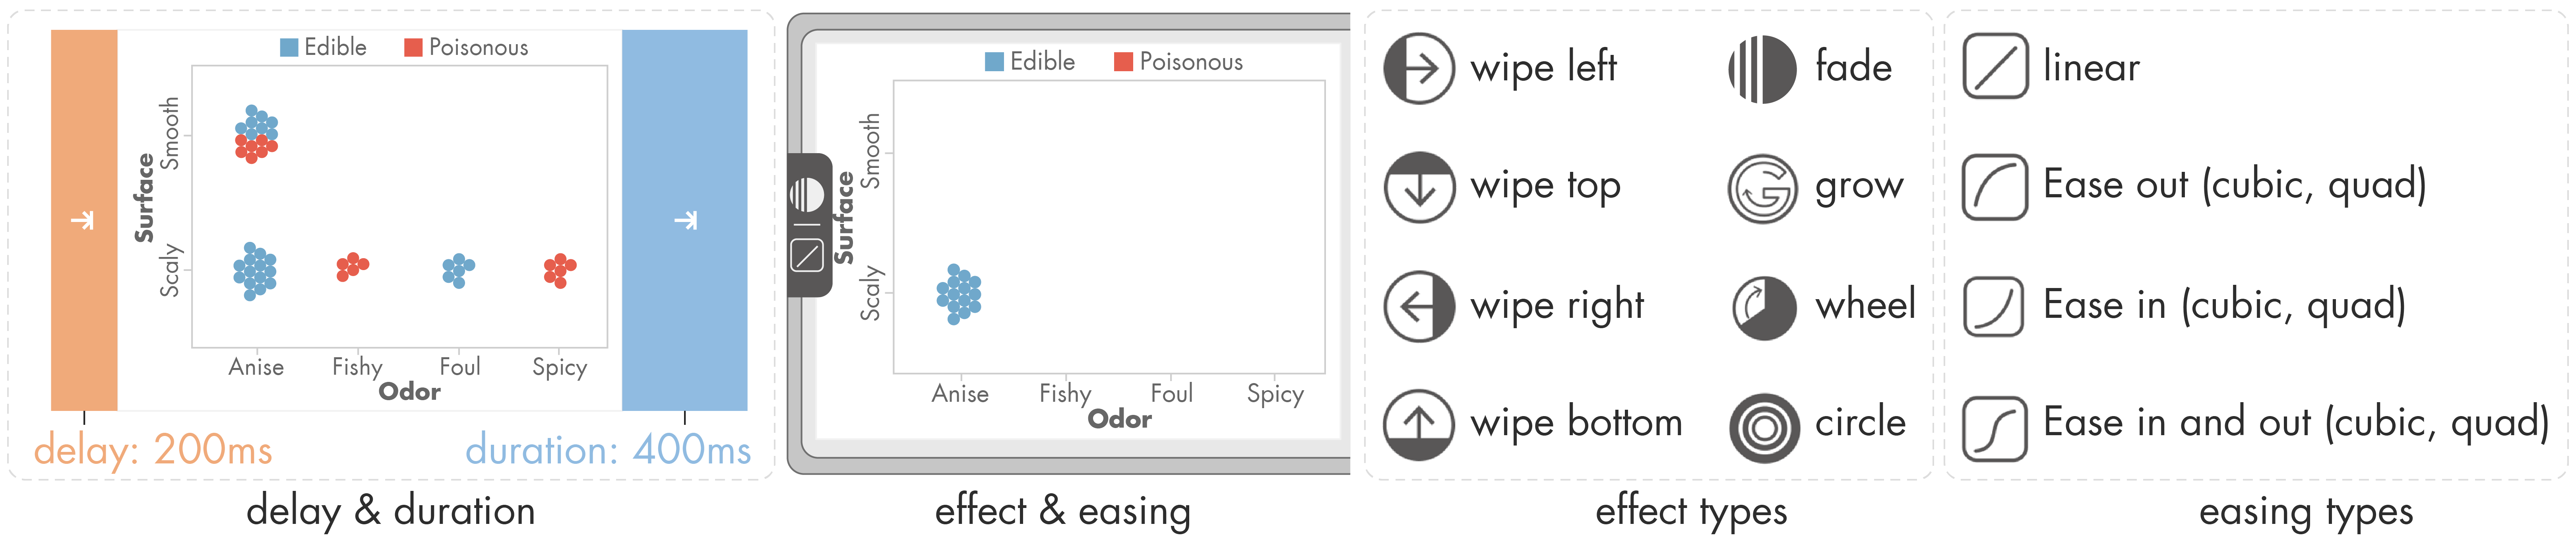 Edible Poisonous
Smooth
Scaly
Surface
Anise Fishy Foul Spicy
Odor
delay: 200ms
duration: 400ms
delay & duration
Edible Poisonous
Smooth
Scaly
Surface
Anise Fishy Foul Spicy
Odor
effect & easing
wipe left
wipe top
wipe right
wipe bottom
fade
grow
wheel
circle
effect types
linear
Ease out (cubic, quad)
Ease in (cubic, quad)
Ease in and out (cubic, quad)
easing types